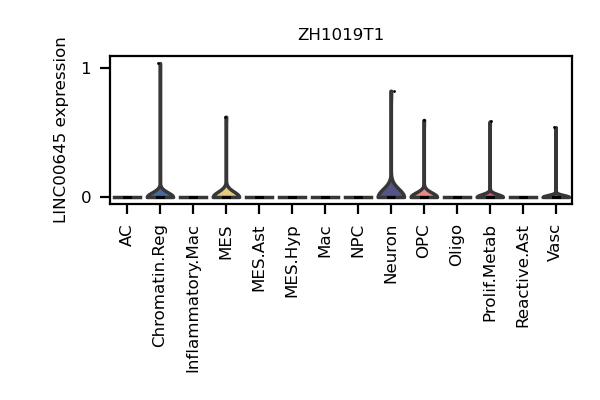 ZH1019T1
LINC00645 expression
1
0
AC
Chromatin.Reg
Inflammatory.Mac
MES
MES.Ast
MES.Hyp
Mac
NPC
Neuron
OPC
Oligo
Prolif.Metab
Reactive.Ast
Vasc